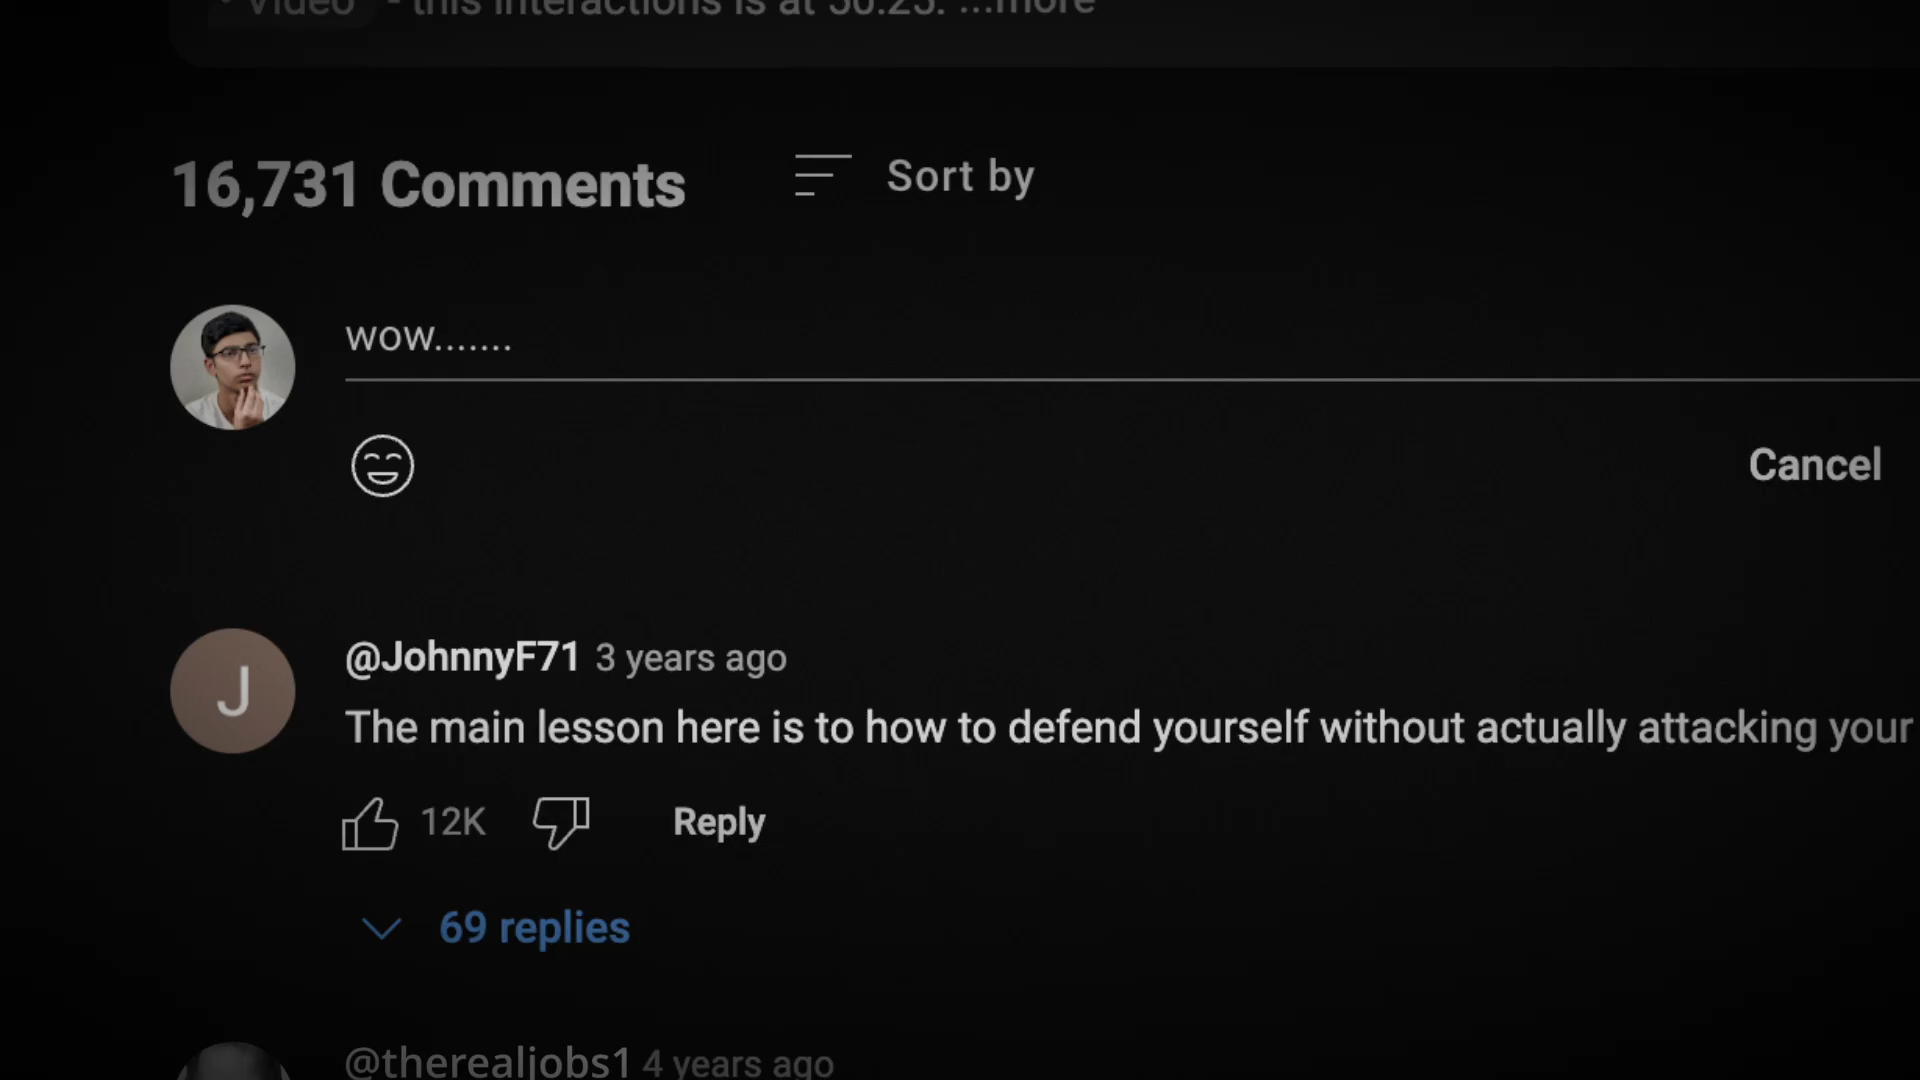 Video - this interactions is at 50:25. ...more
16,731 Comments
Sort by
wow.......
Cancel
@JohnnyF71 3 years ago
The main lesson here is to how to defend yourself without actually attacking your
J
12K
Reply
69 replies
@therealjobs1 4 years ago